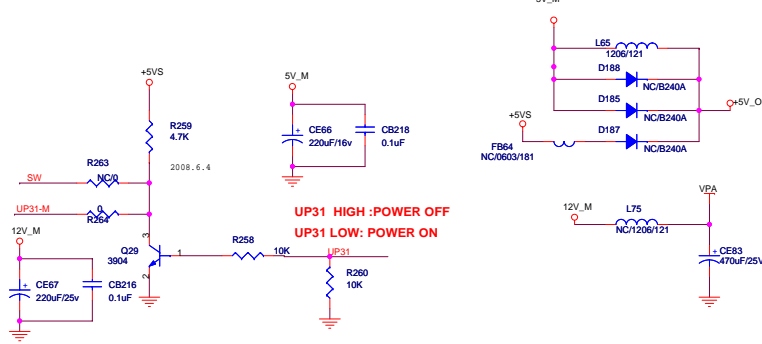 5V_M
L65
1206/121
D188
NC/B240A
D185
NC/B240A
+5V_O
+5VS
D187
NC/B240A
FB64
NC/0603/181
+5VS
R259
4.7K
2008.6.4
5V_M
CE66
220uF/16v
CB218
0.1uF
R263
NC/0
SW
UP31-M
0
R264
UP31 HIGH :POWER OFF
UP31 LOW: POWER ON
12V_M
CE67
220uF/25v
CB216
0.1uF
Q29
3904
3
1
2
R258
10K
UP31
R260
10K
12V_M
L75
NC/1206/121
VPA
CE83
470uF/25V